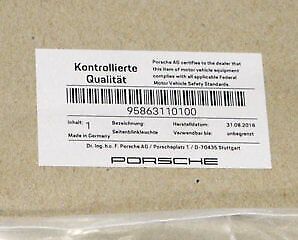 Kontrollierte
Qualität
Porsche AG certifies to the dealer that
this item of motor vehicle equipment
complies with all applicable Federal
Motor Vehicle Safety Standards.
95863110100
Inhalt: 1 Bezeichnung: Herstelldatum: 31.08.2016
Made in Germany Seitenblinkleuchte Verwendbar bis: unbegrenzt
Dr. Ing. h.c. F. Porsche AG / Porscheplatz 1 / D-70435 Stuttgart
PORSCHE